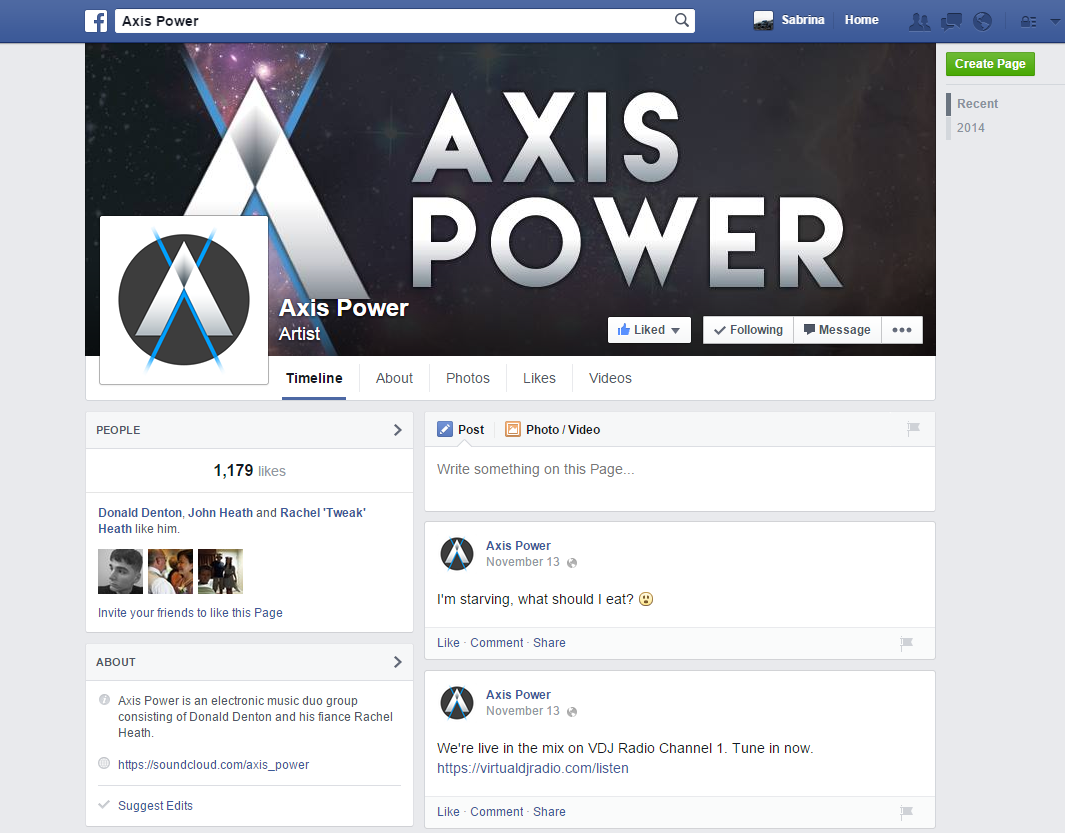 Axis Power
Sabrina
Home
Create Page
Recent
2014
AXIS
POWER
Axis Power
Artist
Liked
Following
Message
Timeline
About
Photos
Likes
Videos
PEOPLE
1,179 likes
Donald Denton, John Heath and Rachel 'Tweak'
Heath like him.
Invite your friends to like this Page
ABOUT
Axis Power is an electronic music duo group
consisting of Donald Denton and his fiance Rachel
Heath.
https://soundcloud.com/axis_power
Suggest Edits
Post
Photo / Video
Write something on this Page...
Axis Power
November 13
I'm starving, what should I eat?
Like · Comment · Share
Axis Power
November 13
We're live in the mix on VDJ Radio Channel 1. Tune in now.
https://virtualdjradio.com/listen
Like · Comment · Share